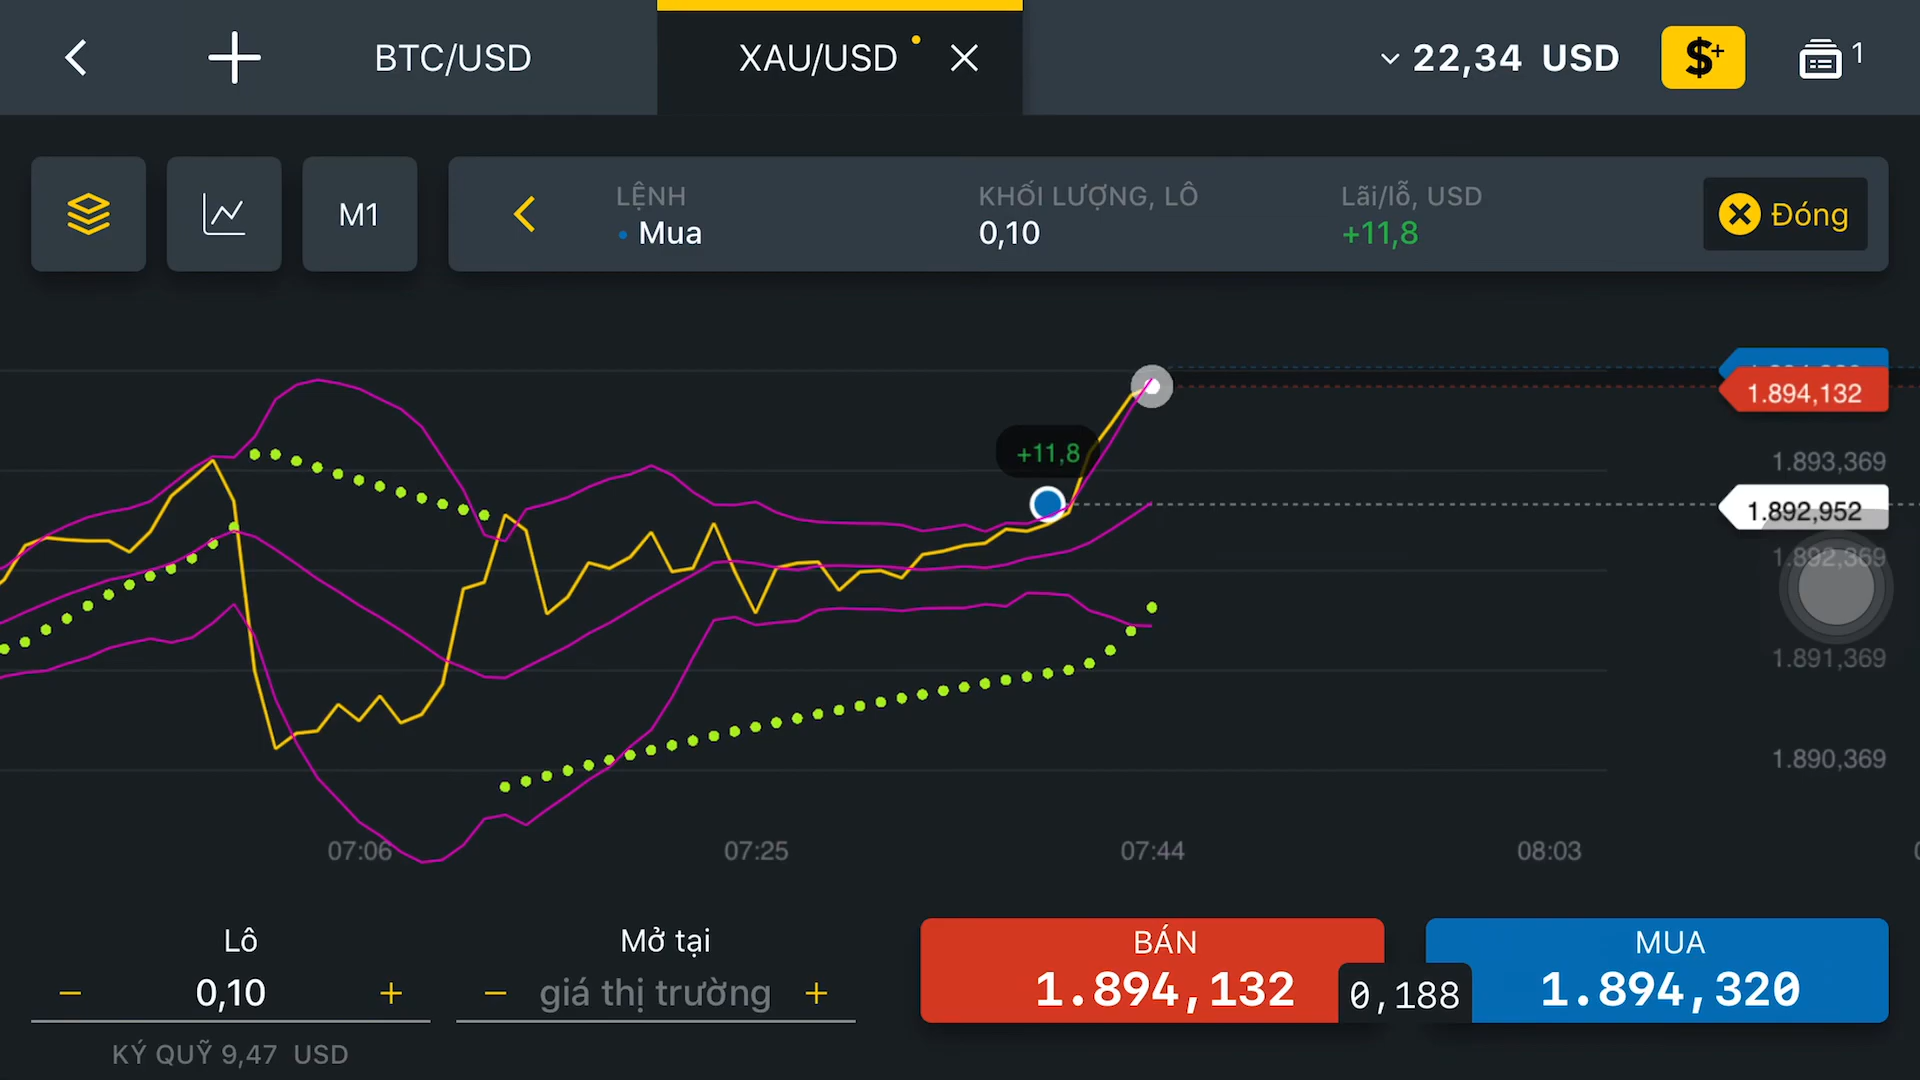 BTC/USD
XAU/USD
22,34 USD
$+
1
M1
LỆNH
Mua
KHỐI LƯỢNG, LÔ
0,10
Lãi/lỗ, USD
+11,8
Đóng
1.894,132
+11,8
1.893,369
1.892,952
1.892,369
1.891,369
1.890,369
07:06
07:25
07:44
08:03
Lô
0,10
KÝ QUỸ 9,47 USD
Mở tại
giá thị trường
BÁN
1.894,132
0,188
MUA
1.894,320